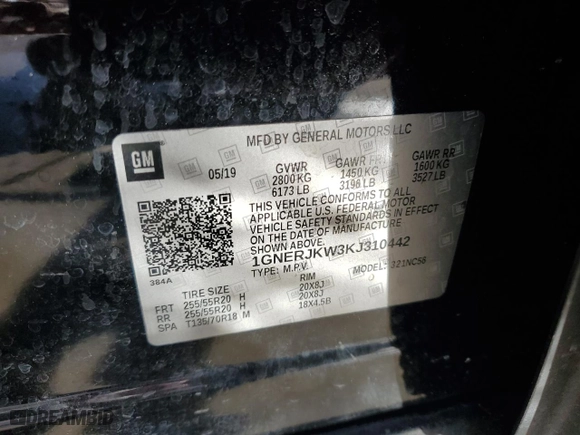 MFD BY GENERAL MOTORS LLC
GM
05/19
GVWR
2800 KG
6173 LB
GAWR FRT
1450 KG
3196 LB
GAWR RR
1600 KG
3527 LB
THIS VEHICLE CONFORMS TO ALL
APPLICABLE U.S. FEDERAL MOTOR
VEHICLE SAFETY STANDARDS IN EFFECT
ON THE DATE OF MANUFACTURE
SHOWN ABOVE.
1GNERJKW3KJ310442
TYPE: M.P.V. MODEL: 321NC56
384A
TIRE SIZE RIM
FRT 255/55R20 H 20X8J
RR 255/55R20 H 20X8J
SPA T135/70R18 M 18X4.5B
DREAMBID